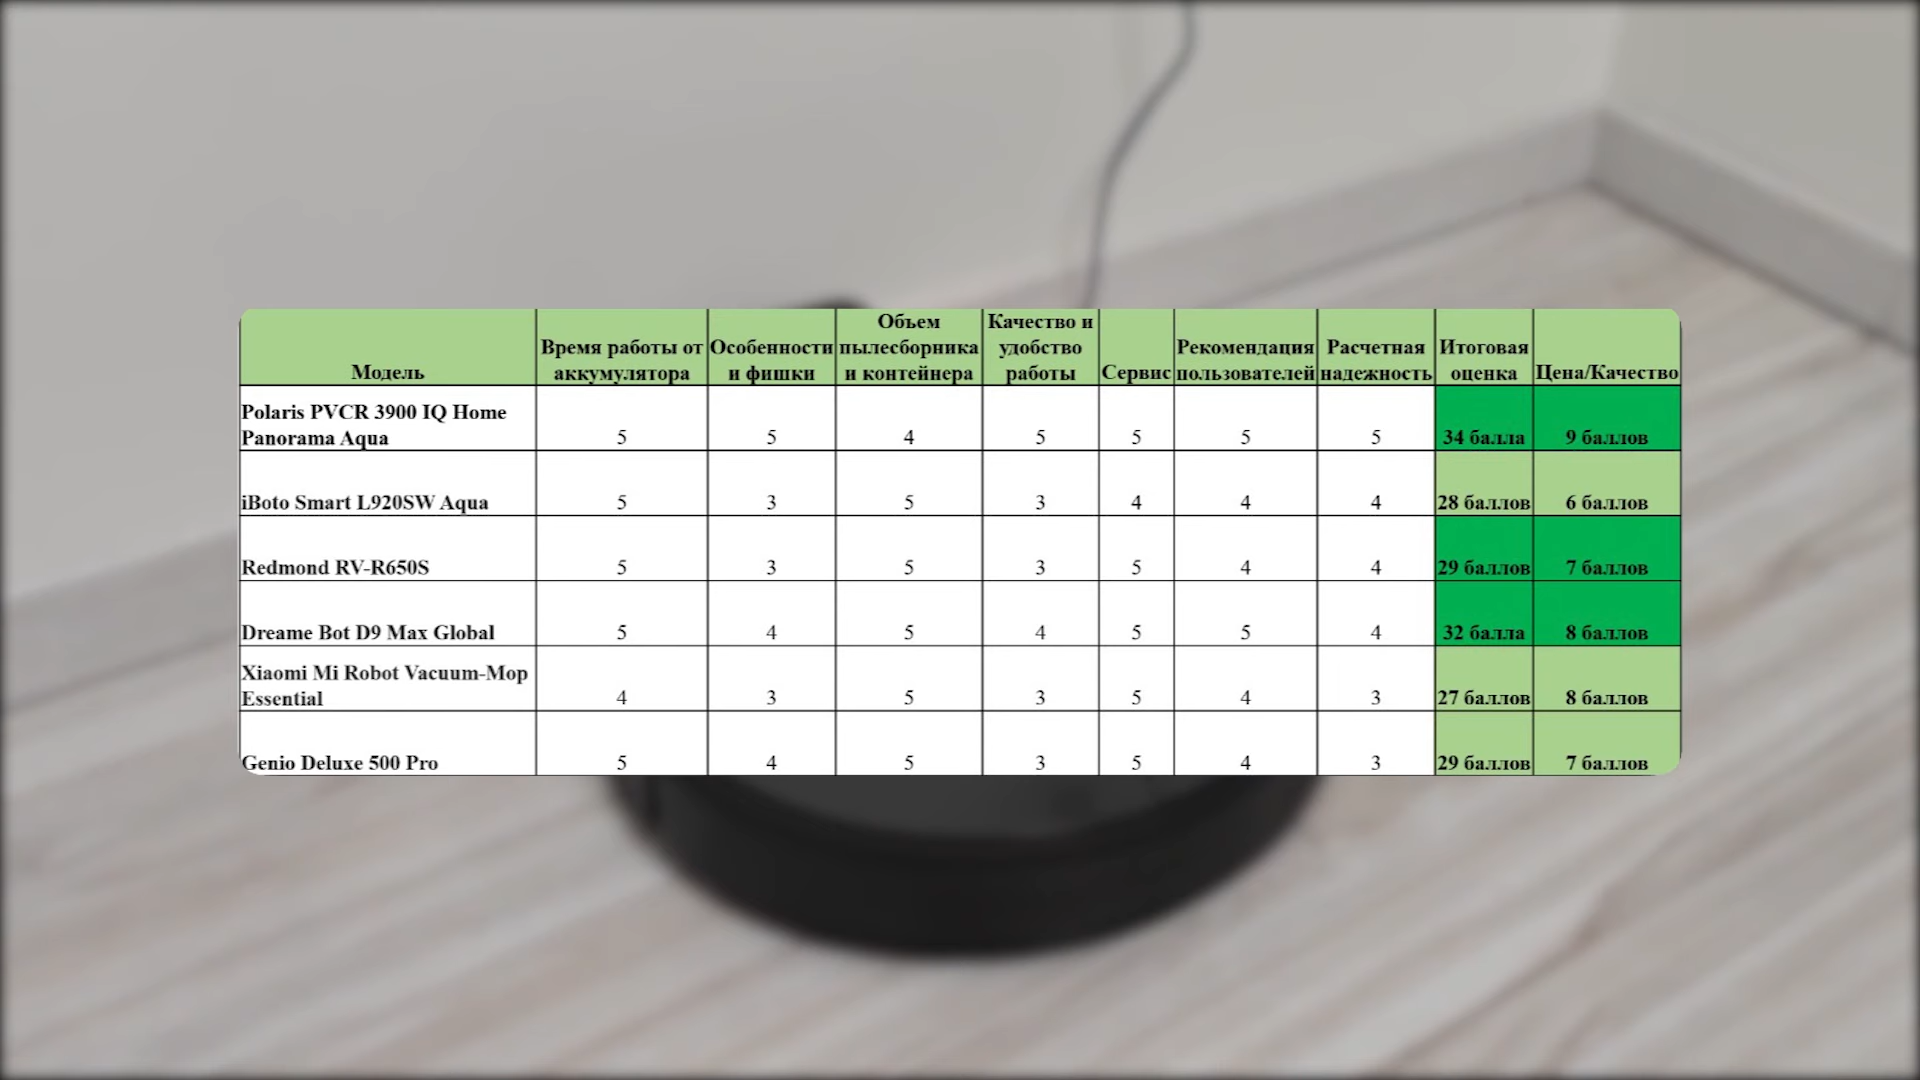 Модель
Время работы от
аккумулятора
Особенности
и фишки
Объем
пылесборника
и контейнера
Качество и
удобство
работы
Сервис
Рекомендация
пользователей
Расчетная
надежность
Итоговая
оценка
Цена/Качество
Polaris PVCR 3900 IQ Home
Panorama Aqua
5 5 4 5 5 5 5 34 балла 9 баллов
iBoto Smart L920SW Aqua 5 3 5 3 4 4 4 28 баллов 6 баллов
Redmond RV-R650S 5 3 5 3 5 4 4 29 баллов 7 баллов
Dreame Bot D9 Max Global 5 4 5 4 5 5 4 32 балла 8 баллов
Xiaomi Mi Robot Vacuum-Mop
Essential
4 3 5 3 5 4 3 27 баллов 8 баллов
Genio Deluxe 500 Pro 5 4 5 3 5 4 3 29 баллов 7 баллов